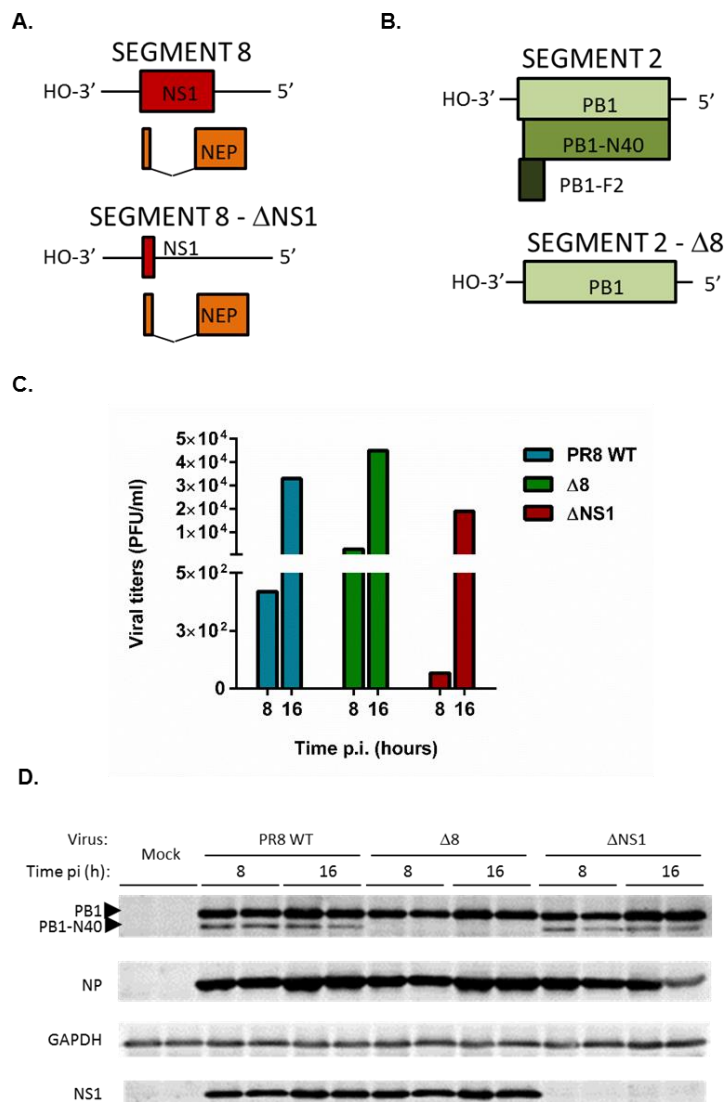 A.
SEGMENT 8
HO-3’ NS1 5’
NEP
SEGMENT 8 - ΔNS1
HO-3’ NS1 5’
NEP
B.
SEGMENT 2
HO-3’ PB1 5’
PB1-N40
PB1-F2
SEGMENT 2 - Δ8
HO-3’ PB1 5’
C.
Viral titers (PFU/ml)
5×10⁴
4×10⁴
3×10⁴
2×10⁴
1×10⁴
5×10²
3×10²
0
8 16 8 16 8 16
Time p.i. (hours)
PR8 WT
Δ8
ΔNS1
D.
Virus: Mock PR8 WT Δ8 ΔNS1
Time pi (h): 8 16 8 16 8 16
PB1
PB1-N40
NP
GAPDH
NS1